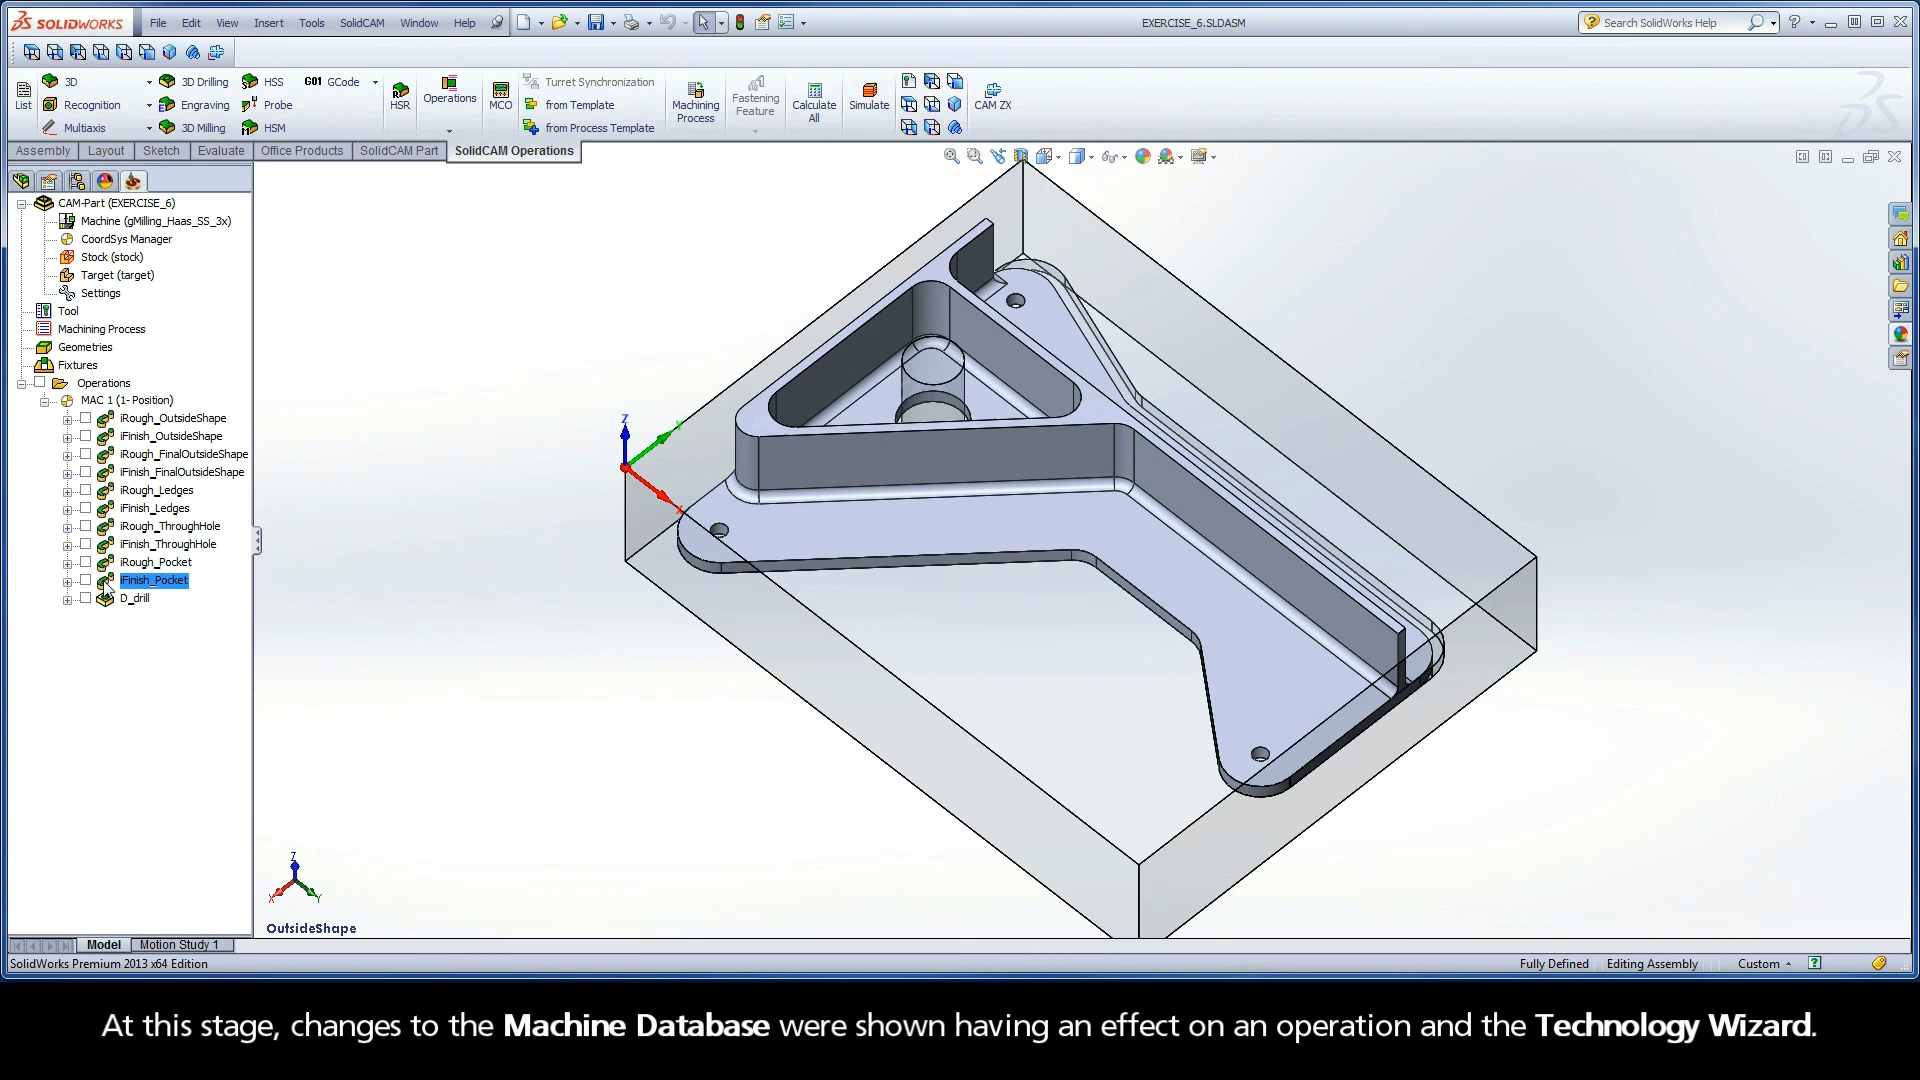 SOLIDWORKS File Edit View Insert Tools SolidCAM Window Help EXERCISE_6.SLDASM Search SolidWorks Help
List 3D 3D Drilling HSS G01 GCode
Recognition Engraving Probe
Multiaxis 3D Milling HSM
HSR Operations MCO
Turret Synchronization
from Template
from Process Template
Machining Process
Fastening Feature
Calculate All
Simulate
CAM ZX
Assembly Layout Sketch Evaluate Office Products SolidCAM Part SolidCAM Operations
CAM-Part (EXERCISE_6)
Machine (gMilling_Haas_SS_3x)
CoordSys Manager
Stock (stock)
Target (target)
Settings
Tool
Machining Process
Geometries
Fixtures
Operations
MAC 1 (1- Position)
iRough_OutsideShape
iFinish_OutsideShape
iRough_FinalOutsideShape
iFinish_FinalOutsideShape
iRough_Ledges
iFinish_Ledges
iRough_ThroughHole
iFinish_ThroughHole
iRough_Pocket
iFinish_Pocket
D_drill
Z
X
Z
X Y
OutsideShape
Model Motion Study 1
SolidWorks Premium 2013 x64 Edition Fully Defined Editing Assembly Custom
At this stage, changes to the Machine Database were shown having an effect on an operation and the Technology Wizard.